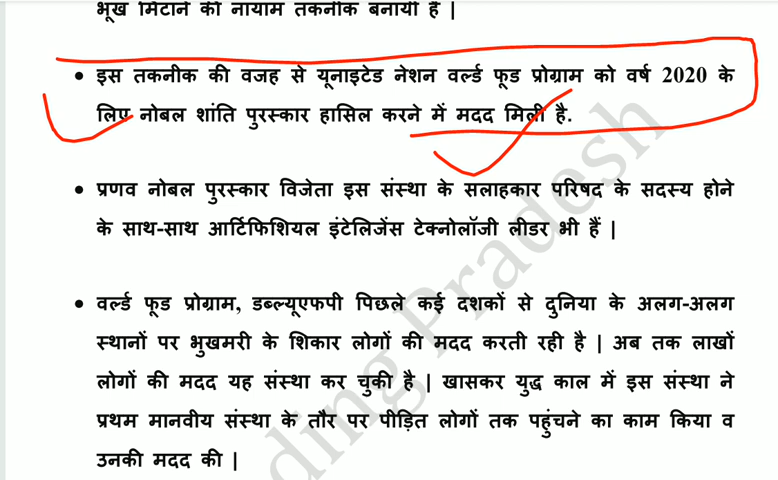 भूख मिटाने की नायाम तकनीक बनायी है |
• इस तकनीक की वजह से यूनाइटेड नेशन वर्ल्ड फूड प्रोग्राम को वर्ष 2020 के
लिए नोबल शांति पुरस्कार हासिल करने में मदद मिली है.
• प्रणव नोबल पुरस्कार विजेता इस संस्था के सलाहकार परिषद के सदस्य होने
के साथ-साथ आर्टिफिशियल इंटेलिजेंस टेक्नोलॉजी लीडर भी हैं |
• वर्ल्ड फूड प्रोग्राम, डब्ल्यूएफपी पिछले कई दशकों से दुनिया के अलग-अलग
स्थानों पर भुखमरी के शिकार लोगों की मदद करती रही है | अब तक लाखों
लोगों की मदद यह संस्था कर चुकी है | खासकर युद्ध काल में इस संस्था ने
प्रथम मानवीय संस्था के तौर पर पीड़ित लोगों तक पहुंचने का काम किया व
उनकी मदद की |
ding Pradesh